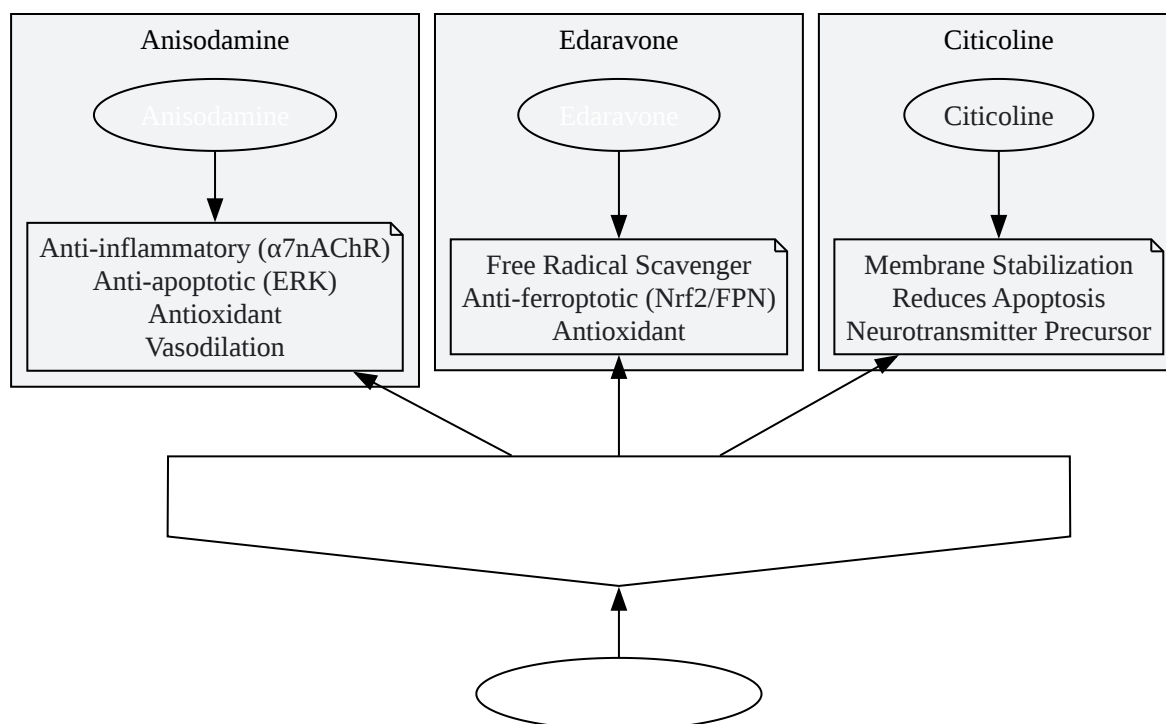 Anisodamine
Anisodamine
Anti-inflammatory (α7nAChR)
Anti-apoptotic (ERK)
Antioxidant
Vasodilation
Edaravone
Edaravone
Free Radical Scavenger
Anti-ferroptotic (Nrf2/FPN)
Antioxidant
Citicoline
Citicoline
Membrane Stabilization
Reduces Apoptosis
Neurotransmitter Precursor